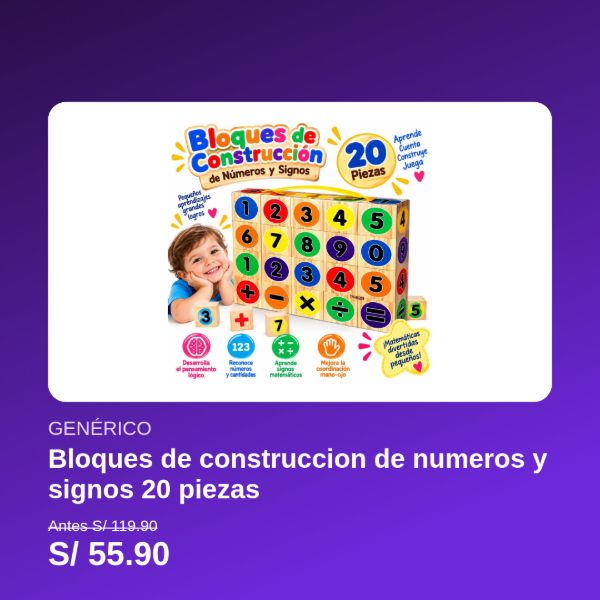 Bloques de
Construcción
de Números y Signos
20
Piezas
Aprende
Cuenta
Construye
Juega
Pequeños
aprendizajes
grandes
logros
1 2 3 4 5 4
6 7 8 9 0
1 2 3 4 5 4
+ - × ÷ =
3 + 7 5
123
Desarrolla
el pensamiento
lógico
Reconoce
números
y cantidades
Aprende
signos
matemáticos
Mejora la
coordinación
mano-ojo
¡Matemáticas
divertidas
desde
pequeños!
GENÉRICO
Bloques de construccion de numeros y
signos 20 piezas
Antes S/ 119.90
S/ 55.90